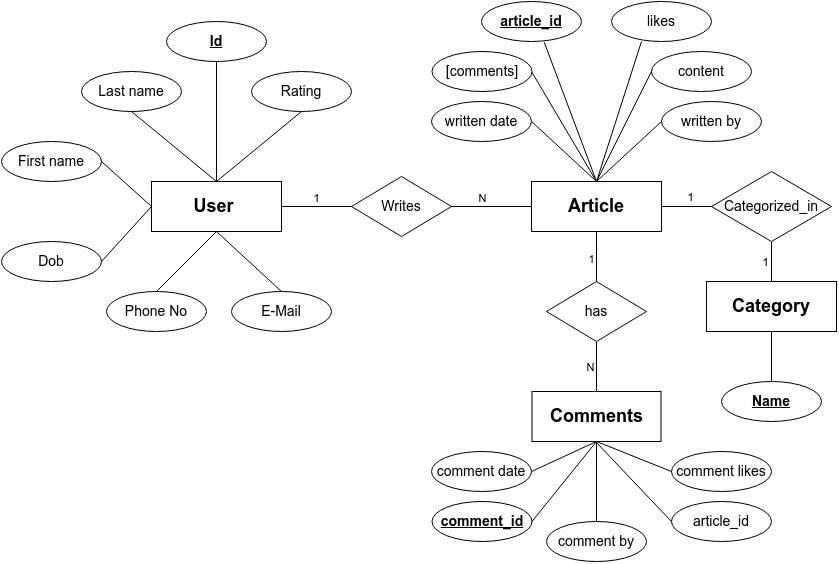 article_id
likes
Id
[comments]
content
Last name
Rating
written date
written by
First name
User
1
Writes
N
Article
1
Categorized_in
Dob
1
1
Phone No
E-Mail
has
Category
N
Name
Comments
comment date
comment likes
comment_id
article_id
comment by